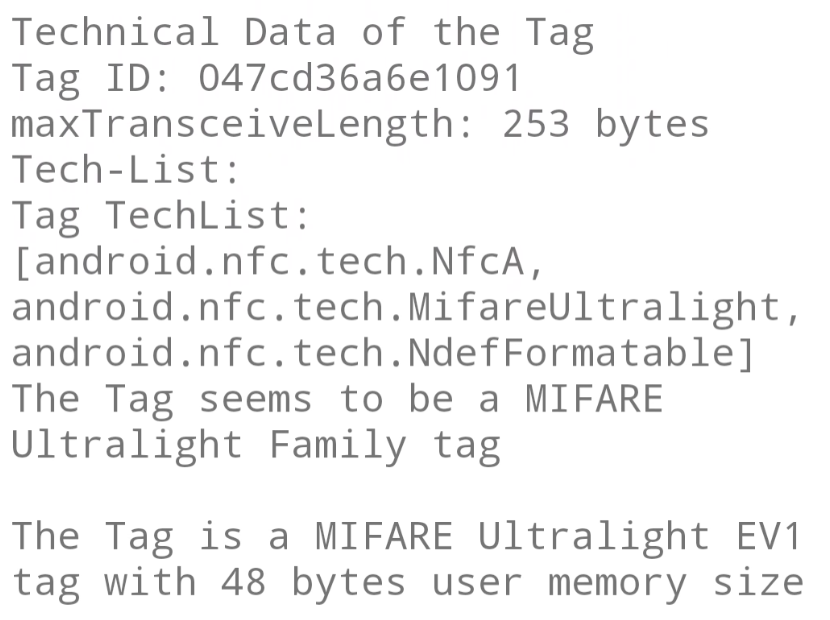 Technical Data of the Tag
Tag ID: 047cd36a6e1091
maxTransceiveLength: 253 bytes
Tech-List:
Tag TechList:
[android.nfc.tech.NfcA,
android.nfc.tech.MifareUltralight,
android.nfc.tech.NdefFormatable]
The Tag seems to be a MIFARE
Ultralight Family tag

The Tag is a MIFARE Ultralight EV1
tag with 48 bytes user memory size